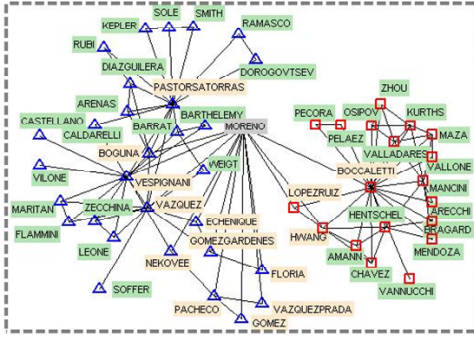 SOLE
SMITH
KEPLER
RAMASCO
RUBI
DIAZGUILERA
DOROGOVTSEV
PASTORSATORRAS
ZHOU
ARENAS
PECORA
OSIPOV
KURTHS
CASTELLANO
BARTHELEMY
CALDARELLI
BARRAT
MORENO
MAZA
PELAEZ
VALLADARES
BOGUNA
WEIGT
VALLONE
VILONE
VESPIGNANI
BOCCALETTI
MANCINI
ZECCHINA
VAZQUEZ
LOPEZRUIZ
MARITAN
ARECCHI
ECHENIQUE
HENTSCHEL
BRAGARD
FLAMMINI
GOMEZGARDENES
HWANG
LEONE
MENDOZA
NEKOVEE
AMANN
FLORIA
CHAVEZ
SOFFER
VANNUCCHI
PACHECO
VAZQUEZPRADA
GOMEZ